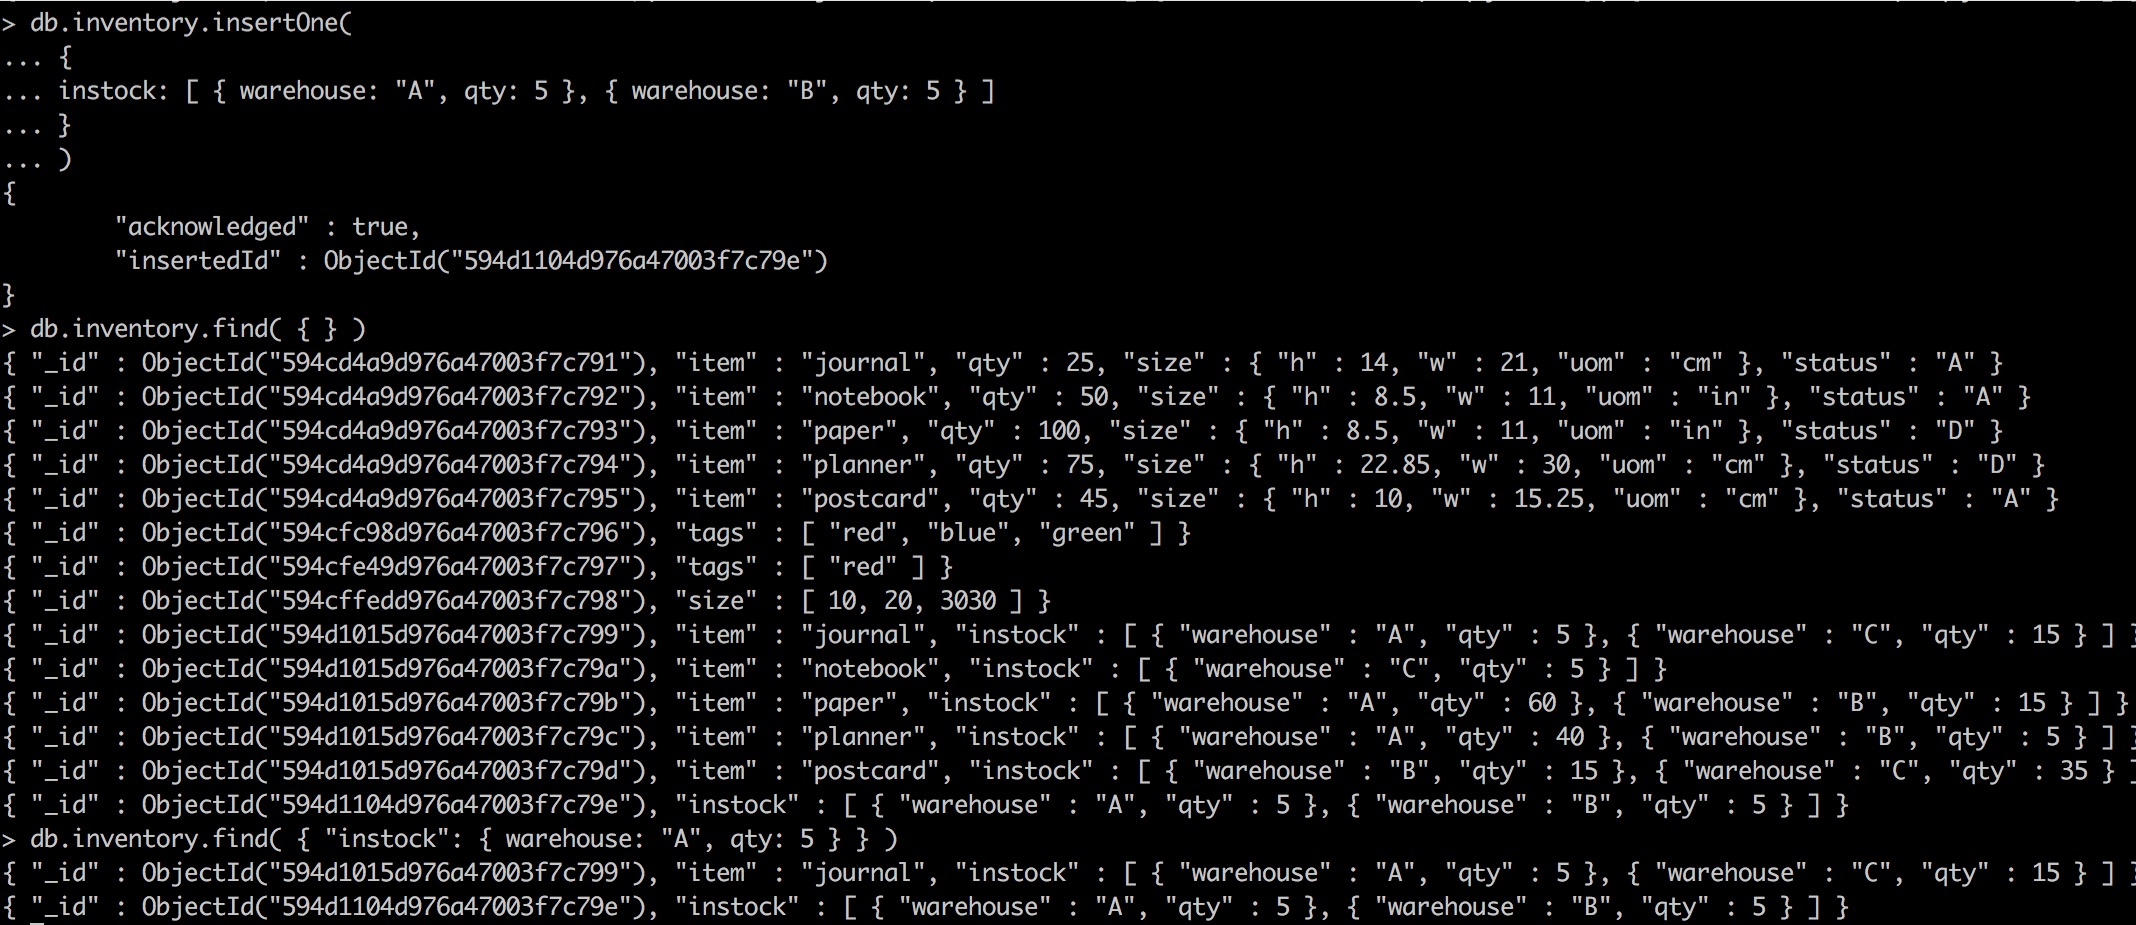 > db.inventory.insertOne(
... {
... instock: [ { warehouse: "A", qty: 5 }, { warehouse: "B", qty: 5 } ]
... }
... )
{
        "acknowledged" : true,
        "insertedId" : ObjectId("594d1104d976a47003f7c79e")
}
> db.inventory.find( { } )
{ "_id" : ObjectId("594cd4a9d976a47003f7c791"), "item" : "journal", "qty" : 25, "size" : { "h" : 14, "w" : 21, "uom" : "cm" }, "status" : "A" }
{ "_id" : ObjectId("594cd4a9d976a47003f7c792"), "item" : "notebook", "qty" : 50, "size" : { "h" : 8.5, "w" : 11, "uom" : "in" }, "status" : "A" }
{ "_id" : ObjectId("594cd4a9d976a47003f7c793"), "item" : "paper", "qty" : 100, "size" : { "h" : 8.5, "w" : 11, "uom" : "in" }, "status" : "D" }
{ "_id" : ObjectId("594cd4a9d976a47003f7c794"), "item" : "planner", "qty" : 75, "size" : { "h" : 22.85, "w" : 30, "uom" : "cm" }, "status" : "D" }
{ "_id" : ObjectId("594cd4a9d976a47003f7c795"), "item" : "postcard", "qty" : 45, "size" : { "h" : 10, "w" : 15.25, "uom" : "cm" }, "status" : "A" }
{ "_id" : ObjectId("594cfc98d976a47003f7c796"), "tags" : [ "red", "blue", "green" ] }
{ "_id" : ObjectId("594cfe49d976a47003f7c797"), "tags" : [ "red" ] }
{ "_id" : ObjectId("594cffedd976a47003f7c798"), "size" : [ 10, 20, 3030 ] }
{ "_id" : ObjectId("594d1015d976a47003f7c799"), "item" : "journal", "instock" : [ { "warehouse" : "A", "qty" : 5 }, { "warehouse" : "C", "qty" : 15 } ] }
{ "_id" : ObjectId("594d1015d976a47003f7c79a"), "item" : "notebook", "instock" : [ { "warehouse" : "C", "qty" : 5 } ] }
{ "_id" : ObjectId("594d1015d976a47003f7c79b"), "item" : "paper", "instock" : [ { "warehouse" : "A", "qty" : 60 }, { "warehouse" : "B", "qty" : 15 } ] }
{ "_id" : ObjectId("594d1015d976a47003f7c79c"), "item" : "planner", "instock" : [ { "warehouse" : "A", "qty" : 40 }, { "warehouse" : "B", "qty" : 5 } ] }
{ "_id" : ObjectId("594d1015d976a47003f7c79d"), "item" : "postcard", "instock" : [ { "warehouse" : "B", "qty" : 15 }, { "warehouse" : "C", "qty" : 35 } ]
{ "_id" : ObjectId("594d1104d976a47003f7c79e"), "instock" : [ { "warehouse" : "A", "qty" : 5 }, { "warehouse" : "B", "qty" : 5 } ] }
> db.inventory.find( { "instock": { warehouse: "A", qty: 5 } } )
{ "_id" : ObjectId("594d1015d976a47003f7c799"), "item" : "journal", "instock" : [ { "warehouse" : "A", "qty" : 5 }, { "warehouse" : "C", "qty" : 15 } ] }
{ "_id" : ObjectId("594d1104d976a47003f7c79e"), "instock" : [ { "warehouse" : "A", "qty" : 5 }, { "warehouse" : "B", "qty" : 5 } ] }